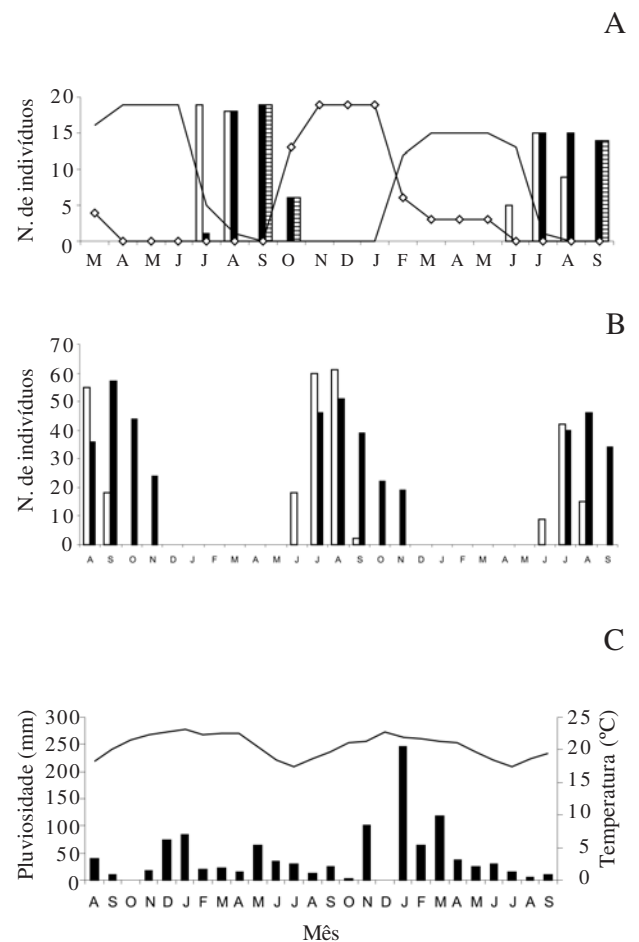 A
N. de indivíduos
20
15
10
5
0
M A M J J A S O N D J F M A M J J A S
B
N. de indivíduos
70
60
50
40
30
20
10
0
A S O N D J F M A M J J A S O N D J F M A M J J A S
C
Pluviosidade (mm)
300
250
200
150
100
50
0
25
20
15
10
5
0
Temperatura (ºC)
A S O N D J F M A M J J A S O N D J F M A M J J A S
Mês